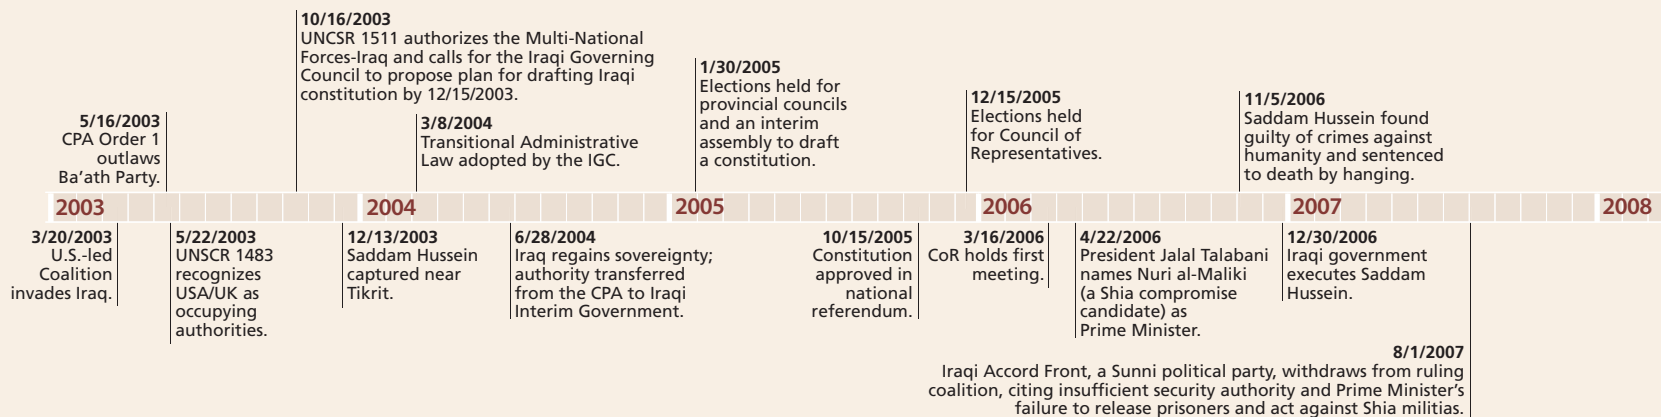 10/16/2003
UNCSR 1511 authorizes the Multi-National
Forces-Iraq and calls for the Iraqi Governing
Council to propose plan for drafting Iraqi
constitution by 12/15/2003.
1/30/2005
Elections held for
provincial councils
and an interim
assembly to draft
a constitution.
12/15/2005
Elections held
for Council of
Representatives.
11/5/2006
Saddam Hussein found
guilty of crimes against
humanity and sentenced
to death by hanging.
5/16/2003
CPA Order 1
outlaws
Ba’ath Party.
3/8/2004
Transitional Administrative
Law adopted by the IGC.
2003 2004 2005 2006 2007 2008
3/20/2003
U.S.-led
Coalition
invades Iraq.
5/22/2003
UNSCR 1483
recognizes
USA/UK as
occupying
authorities.
12/13/2003
Saddam Hussein
captured near
Tikrit.
6/28/2004
Iraq regains sovereignty;
authority transferred
from the CPA to Iraqi
Interim Government.
10/15/2005
Constitution
approved in
national
referendum.
3/16/2006
CoR holds first
meeting.
4/22/2006
President Jalal Talabani
names Nuri al-Maliki
(a Shia compromise
candidate) as
Prime Minister.
12/30/2006
Iraqi government
executes Saddam
Hussein.
8/1/2007
Iraqi Accord Front, a Sunni political party, withdraws from ruling
coalition, citing insufficient security authority and Prime Minister’s
failure to release prisoners and act against Shia militias.